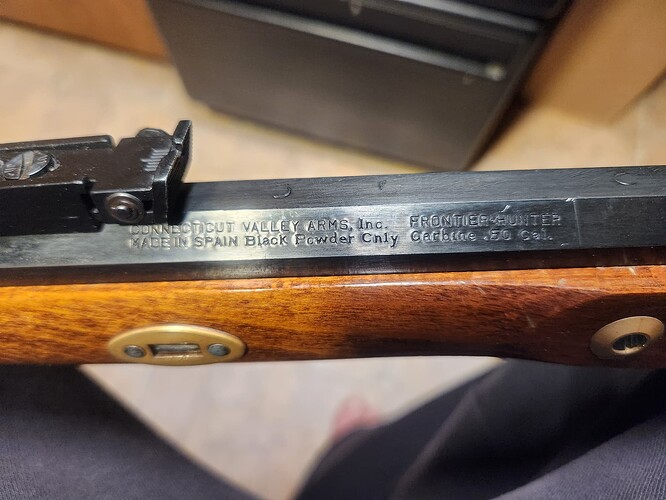 CONNECTICUT VALLEY ARMS, Inc. FRONTIER-HUNTER
MADE IN SPAIN Black Powder Only Carbine .50 Cal.